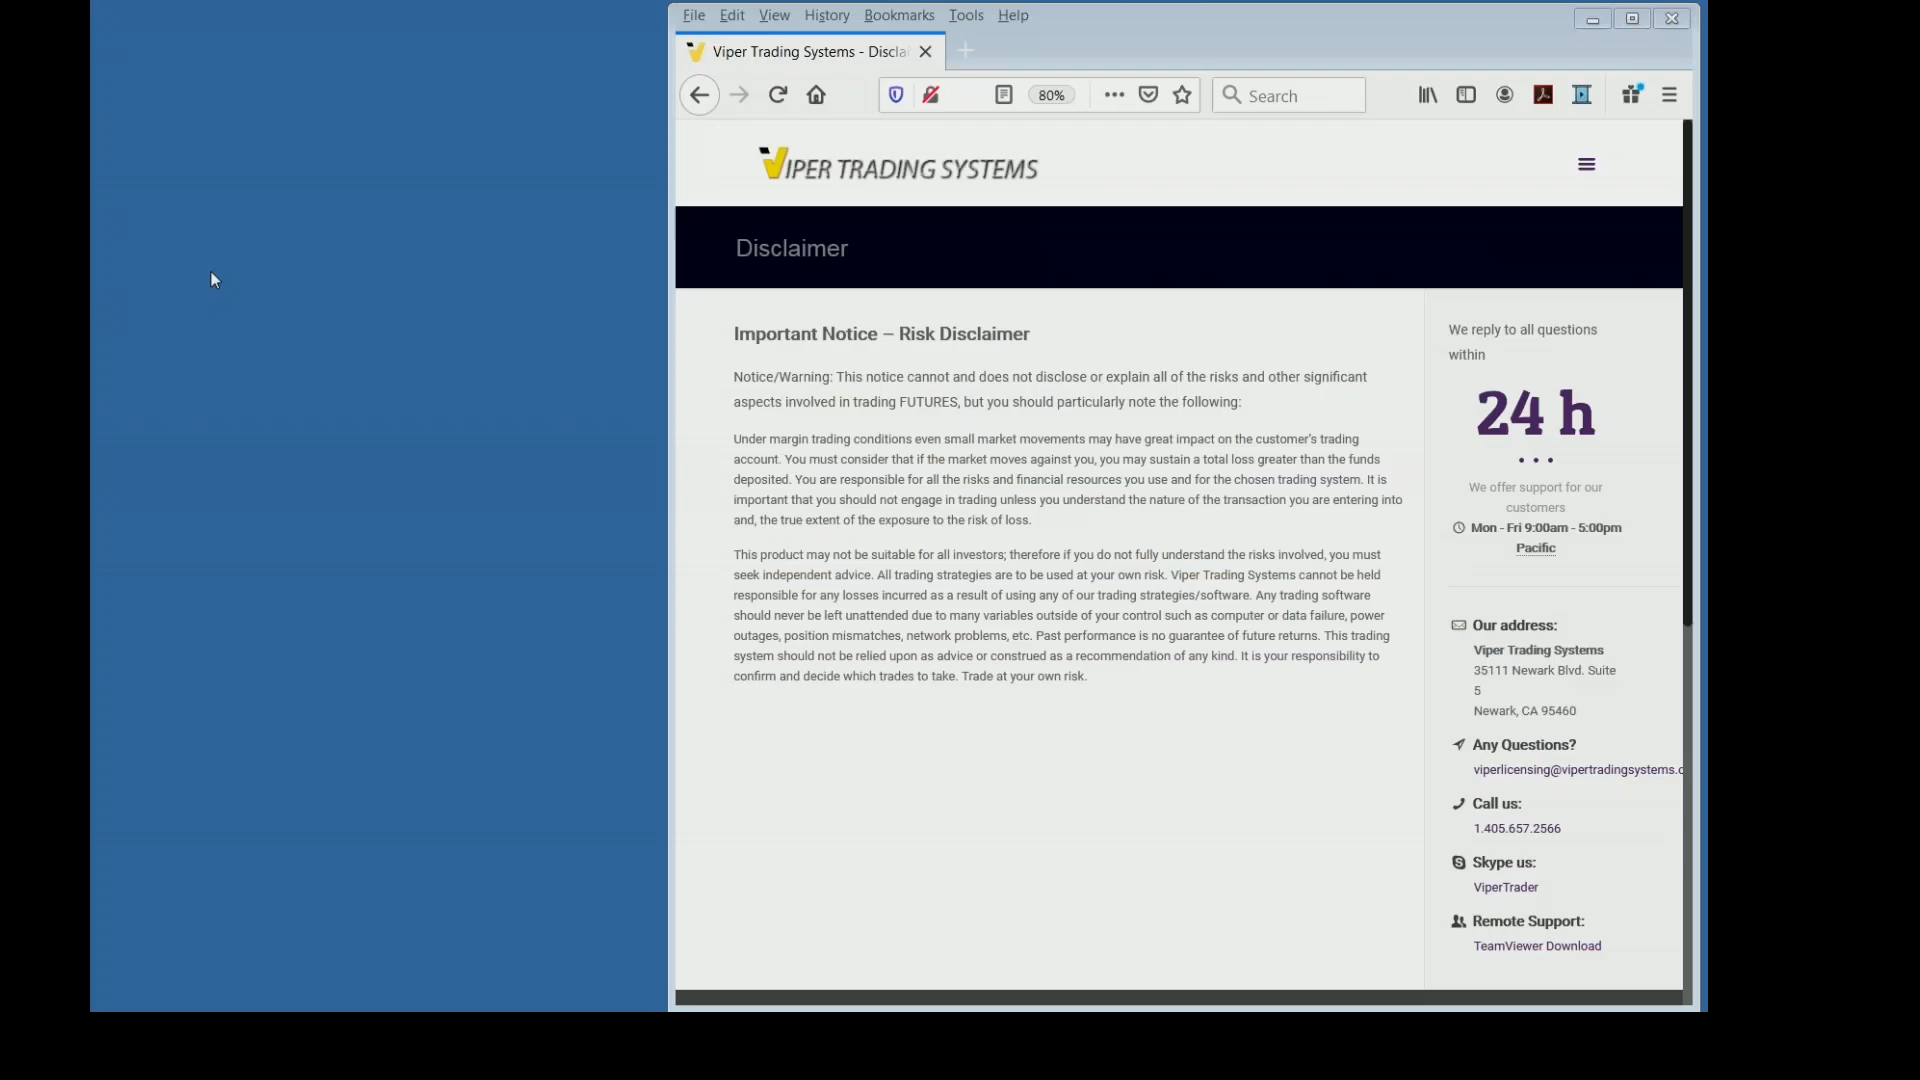 File Edit View History Bookmarks Tools Help
Viper Trading Systems - Disclai
80%
Search
VIPER TRADING SYSTEMS
Disclaimer
Important Notice – Risk Disclaimer
Notice/Warning: This notice cannot and does not disclose or explain all of the risks and other significant
aspects involved in trading FUTURES, but you should particularly note the following:
Under margin trading conditions even small market movements may have great impact on the customer's trading
account. You must consider that if the market moves against you, you may sustain a total loss greater than the funds
deposited. You are responsible for all the risks and financial resources you use and for the chosen trading system. It is
important that you should not engage in trading unless you understand the nature of the transaction you are entering into
and, the true extent of the exposure to the risk of loss.
This product may not be suitable for all investors; therefore if you do not fully understand the risks involved, you must
seek independent advice. All trading strategies are to be used at your own risk. Viper Trading Systems cannot be held
responsible for any losses incurred as a result of using any of our trading strategies/software. Any trading software
should never be left unattended due to many variables outside of your control such as computer or data failure, power
outages, position mismatches, network problems, etc. Past performance is no guarantee of future returns. This trading
system should not be relied upon as advice or construed as a recommendation of any kind. It is your responsibility to
confirm and decide which trades to take. Trade at your own risk.
We reply to all questions
within
24 h
We offer support for our
customers
Mon - Fri 9:00am - 5:00pm
Pacific
Our address:
Viper Trading Systems
35111 Newark Blvd. Suite
5
Newark, CA 95460
Any Questions?
viperlicensing@vipertradingsystems.c
Call us:
1.405.657.2566
Skype us:
ViperTrader
Remote Support:
TeamViewer Download